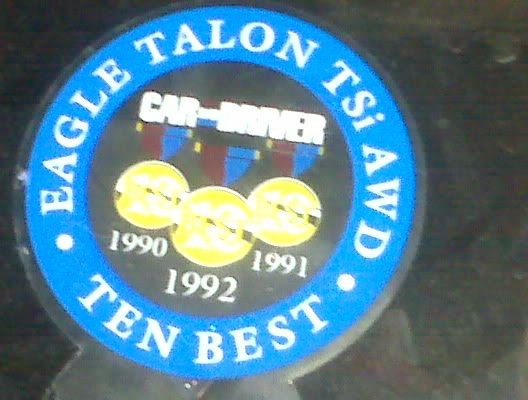 EAGLE TALON TSi AWD
CAR AND DRIVER
1990
1991
1992
TEN BEST